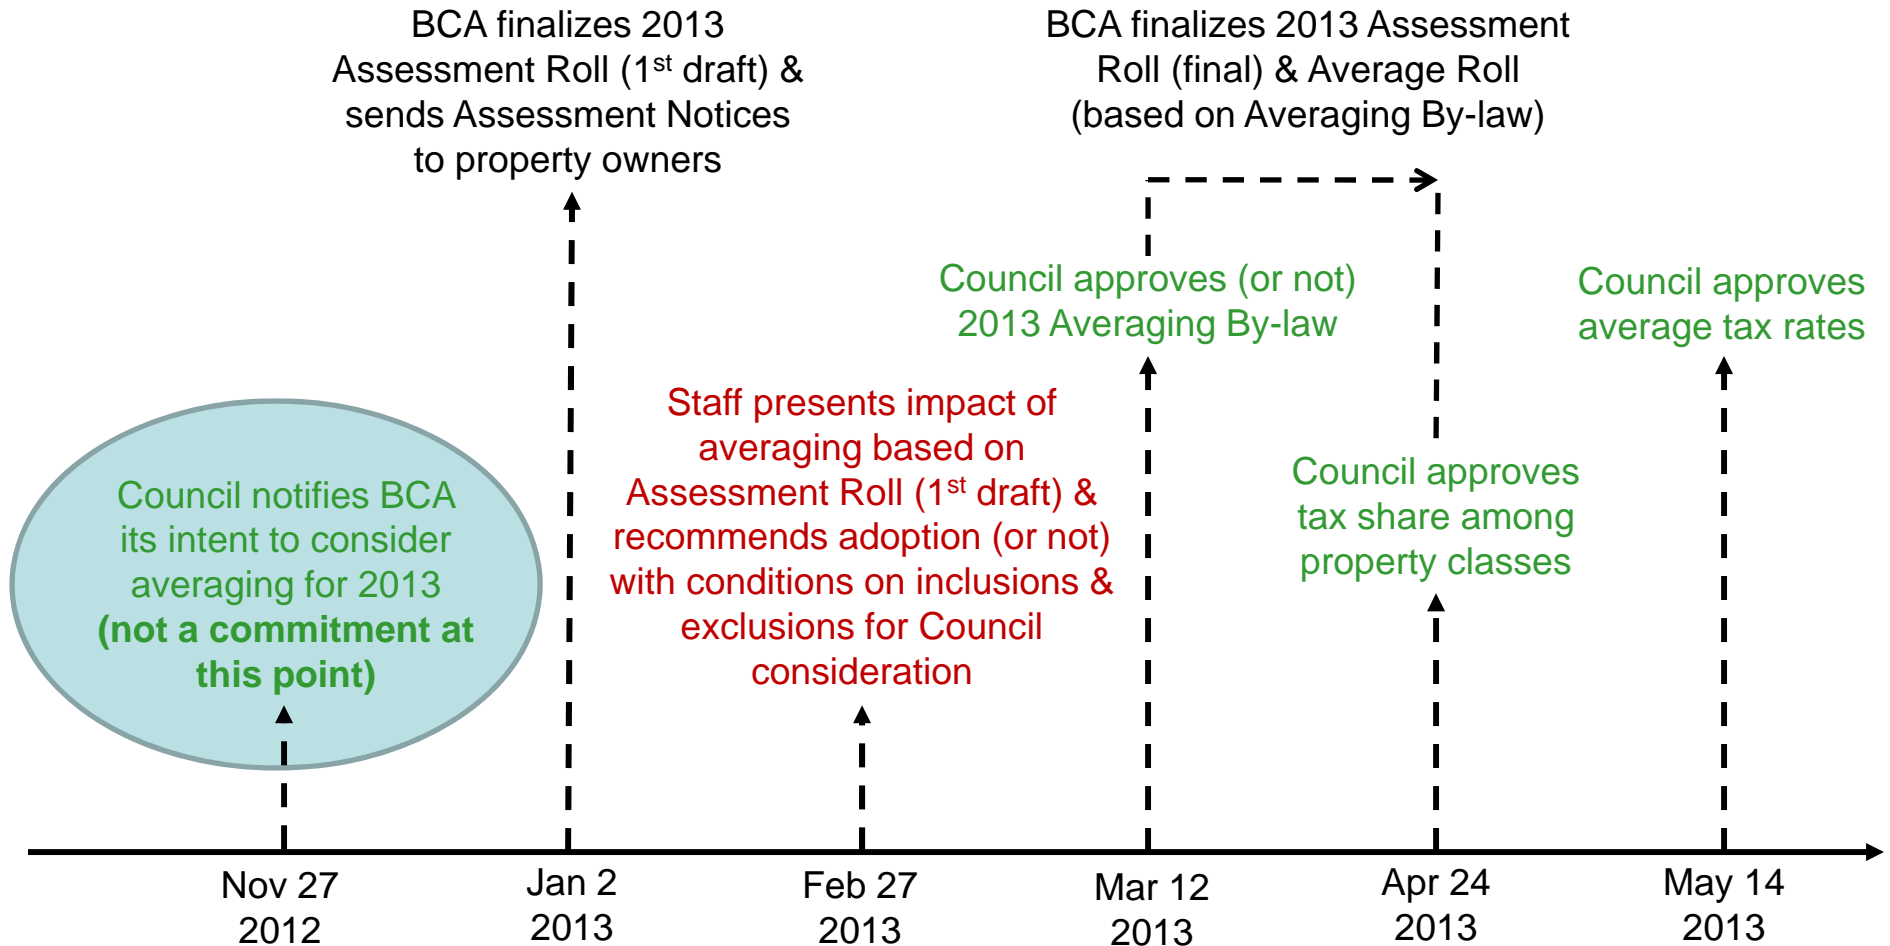 BCA finalizes 2013
Assessment Roll (1st draft) &
sends Assessment Notices
to property owners
BCA finalizes 2013 Assessment
Roll (final) & Average Roll
(based on Averaging By-law)
Council approves (or not)
2013 Averaging By-law
Council approves
average tax rates
Council notifies BCA
its intent to consider
averaging for 2013
(not a commitment at
this point)
Staff presents impact of
averaging based on
Assessment Roll (1st draft) &
recommends adoption (or not)
with conditions on inclusions &
exclusions for Council
consideration
Council approves
tax share among
property classes
Nov 27
2012
Jan 2
2013
Feb 27
2013
Mar 12
2013
Apr 24
2013
May 14
2013